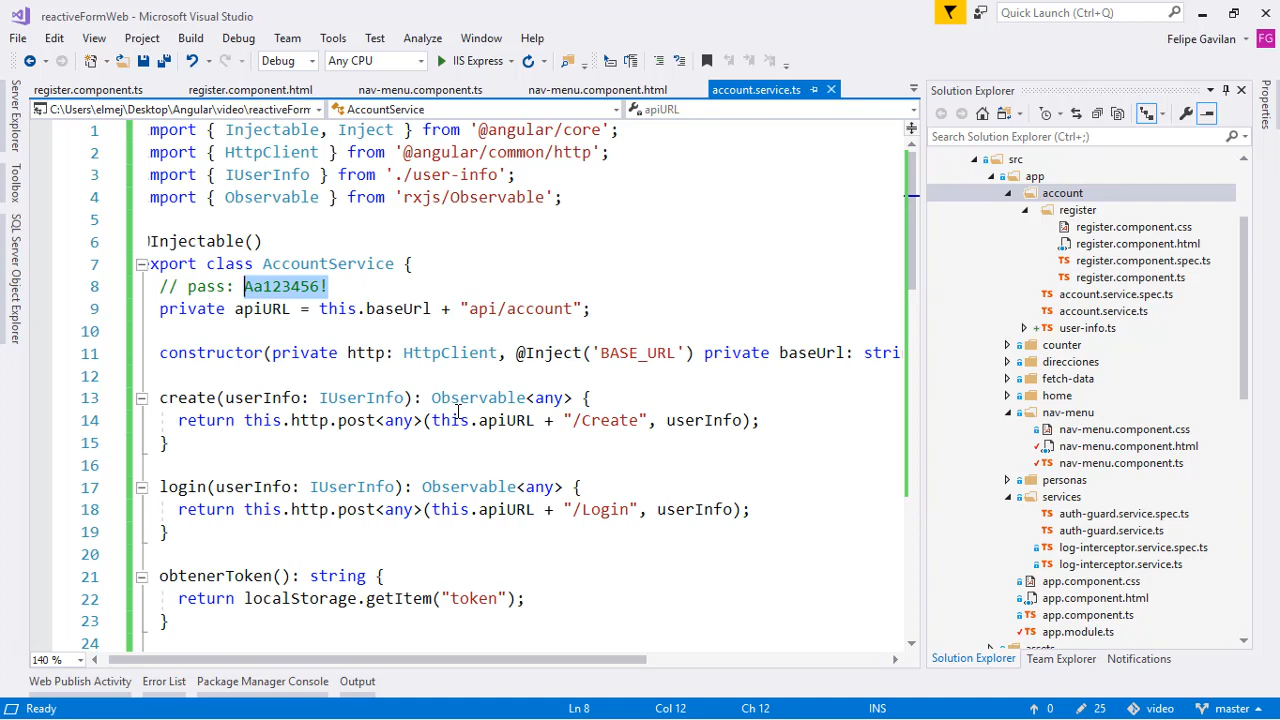 reactiveFormWeb - Microsoft Visual Studio
Quick Launch (Ctrl+Q)
File Edit View Project Build Debug Team Tools Test Analyze Window Help
Felipe Gavilan FG
Debug Any CPU IIS Express
register.component.ts register.component.html nav-menu.component.ts nav-menu.component.html account.service.ts
C:\Users\elmej\Desktop\Angular\video\reactiveForm AccountService apiURL
Server Explorer
Toolbox
SQL Server Object Explorer
1 mport { Injectable, Inject } from '@angular/core';
2 mport { HttpClient } from '@angular/common/http';
3 mport { IUserInfo } from './user-info';
4 mport { Observable } from 'rxjs/Observable';
5
6 Injectable()
7 xport class AccountService {
8 // pass: Aa123456!
9 private apiURL = this.baseUrl + "api/account";
10
11 constructor(private http: HttpClient, @Inject('BASE_URL') private baseUrl: stri
12
13 create(userInfo: IUserInfo): Observable<any> {
14 return this.http.post<any>(this.apiURL + "/Create", userInfo);
15 }
16
17 login(userInfo: IUserInfo): Observable<any> {
18 return this.http.post<any>(this.apiURL + "/Login", userInfo);
19 }
20
21 obtenerToken(): string {
22 return localStorage.getItem("token");
23 }
24
140 %
Solution Explorer
Search Solution Explorer (Ctrl+;)
src
app
account
register
register.component.css
register.component.html
register.component.spec.ts
register.component.ts
account.service.spec.ts
account.service.ts
user-info.ts
counter
direcciones
fetch-data
home
nav-menu
nav-menu.component.css
nav-menu.component.html
nav-menu.component.ts
personas
services
auth-guard.service.spec.ts
auth-guard.service.ts
log-interceptor.service.spec.ts
log-interceptor.service.ts
app.component.css
app.component.html
app.component.ts
app.module.ts
assets
Solution Explorer Team Explorer Notifications
Properties
Web Publish Activity Error List Package Manager Console Output
Ready Ln 8 Col 12 Ch 12 INS 0 25 video master